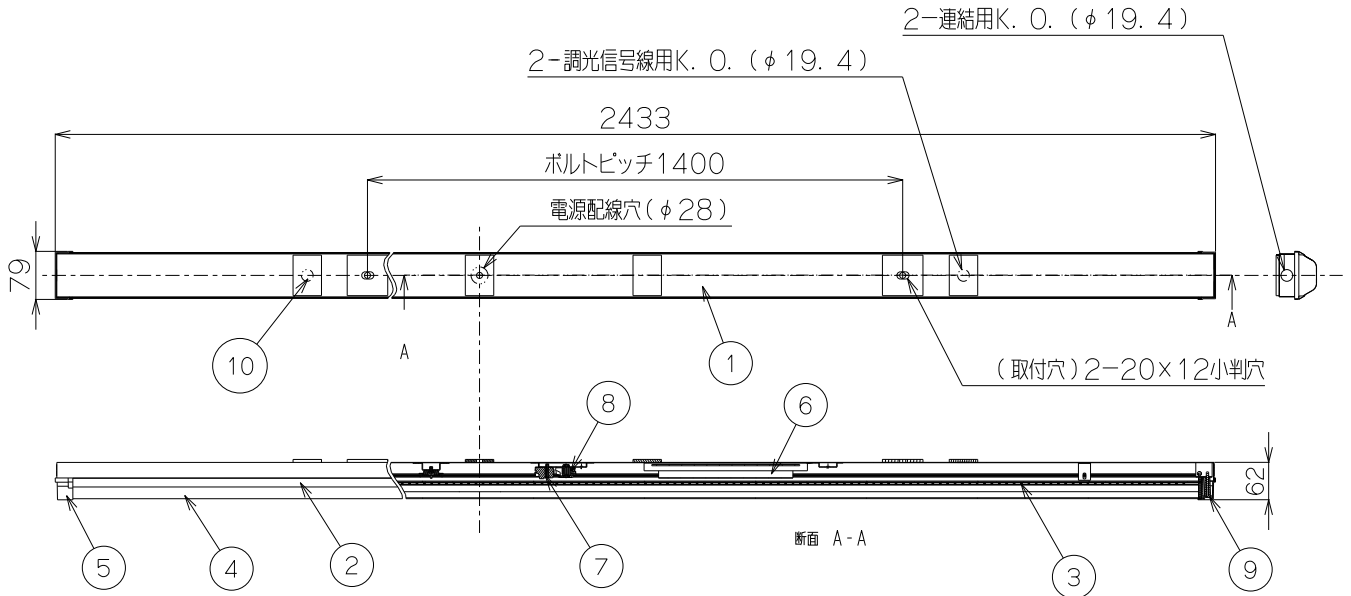 2-連結用K. O. (φ19. 4)
2-調光信号線用K. O. (φ19. 4)
2433
ボルトピッチ1400
電源配線穴(φ28)
79
A
A
10
1
(取付穴)2-20×12小判穴
8
6
62
断面 A-A
5
4
2
7
3
9